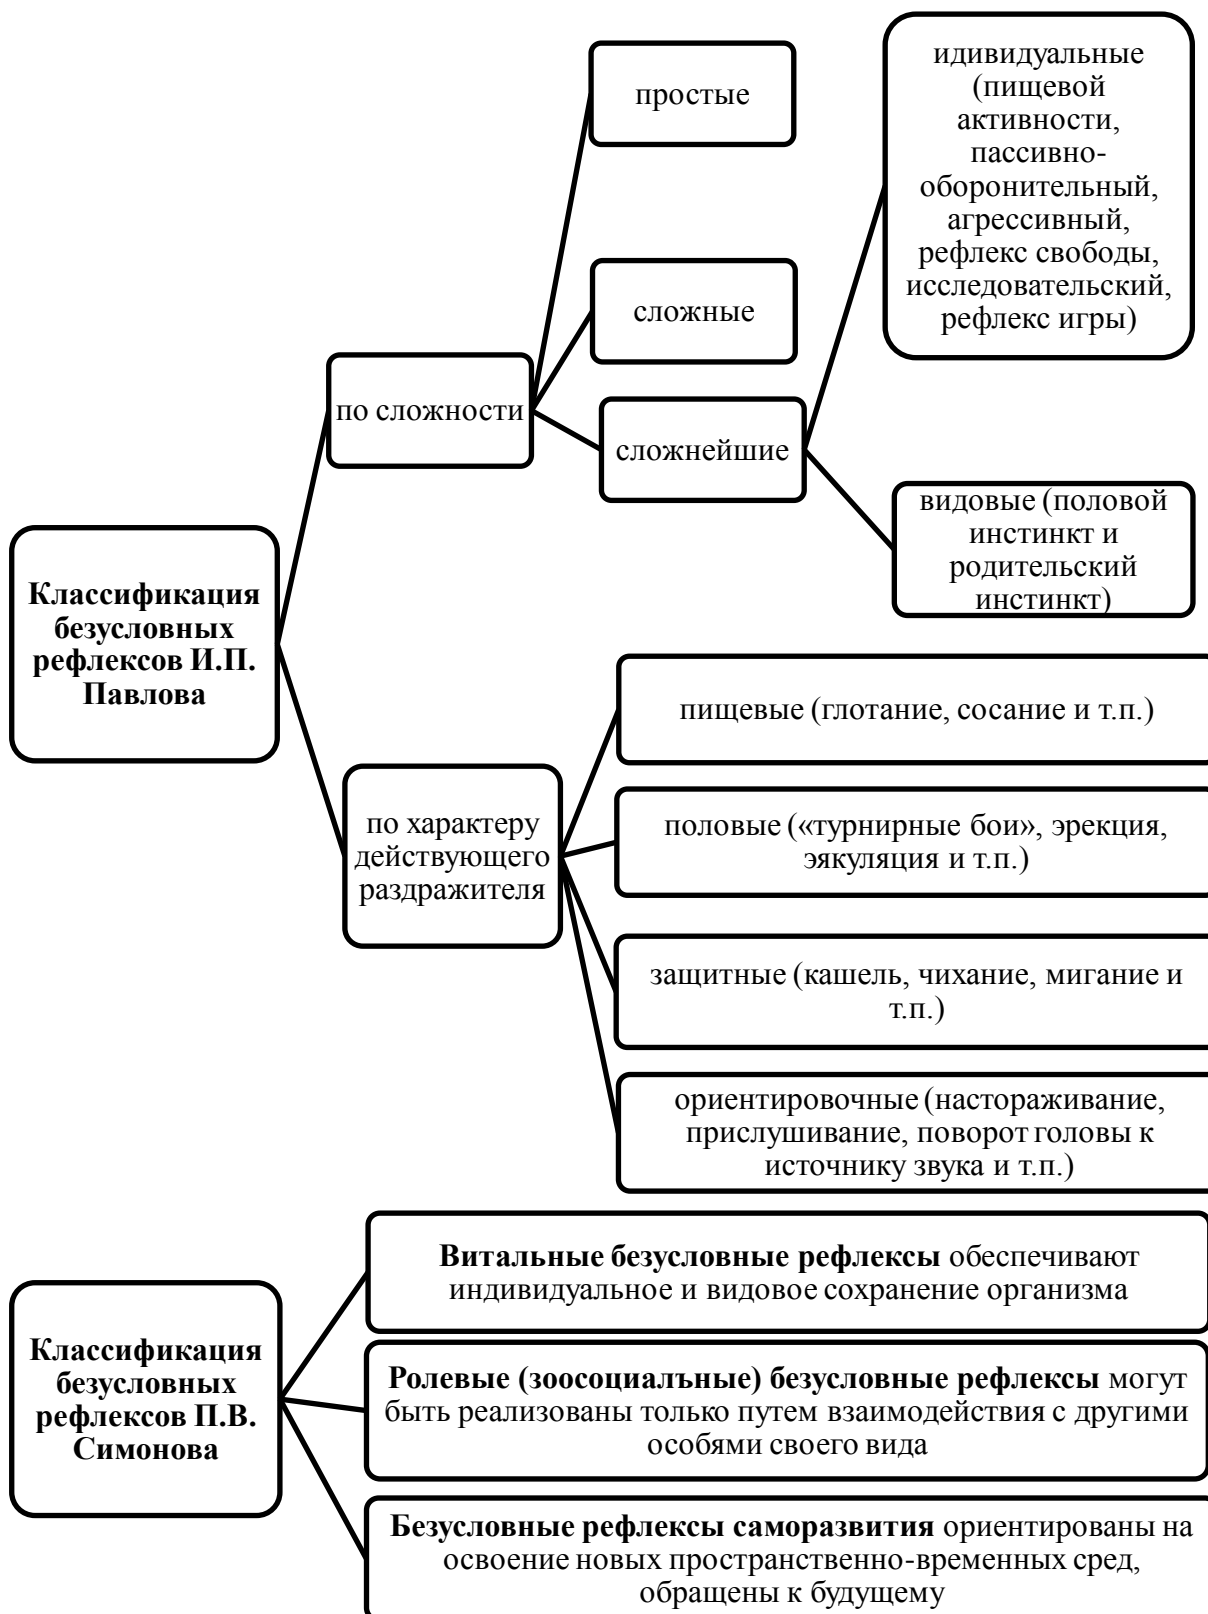 Классификация
безусловных
рефлексов И.П.
Павлова
по сложности
простые
сложные
сложнейшие
идивидуальные
(пищевой
активности,
пассивно-
оборонительный,
агрессивный,
рефлекс свободы,
исследовательский,
рефлекс игры)
видовые (половой
инстинкт и
родительский
инстинкт)
по характеру
действующего
раздражителя
пищевые (глотание, сосание и т.п.)
половые («турнирные бои», эрекция,
эякуляция и т.п.)
защитные (кашель, чихание, мигание и
т.п.)
ориентировочные (настораживание,
прислушивание, поворот головы к
источнику звука и т.п.)
Классификация
безусловных
рефлексов П.В.
Симонова
Витальные безусловные рефлексы обеспечивают
индивидуальное и видовое сохранение организма
Ролевые (зоосоциалъные) безусловные рефлексы могут
быть реализованы только путем взаимодействия с другими
особями своего вида
Безусловные рефлексы саморазвития ориентированы на
освоение новых пространственно-временных сред,
обращены к будущему